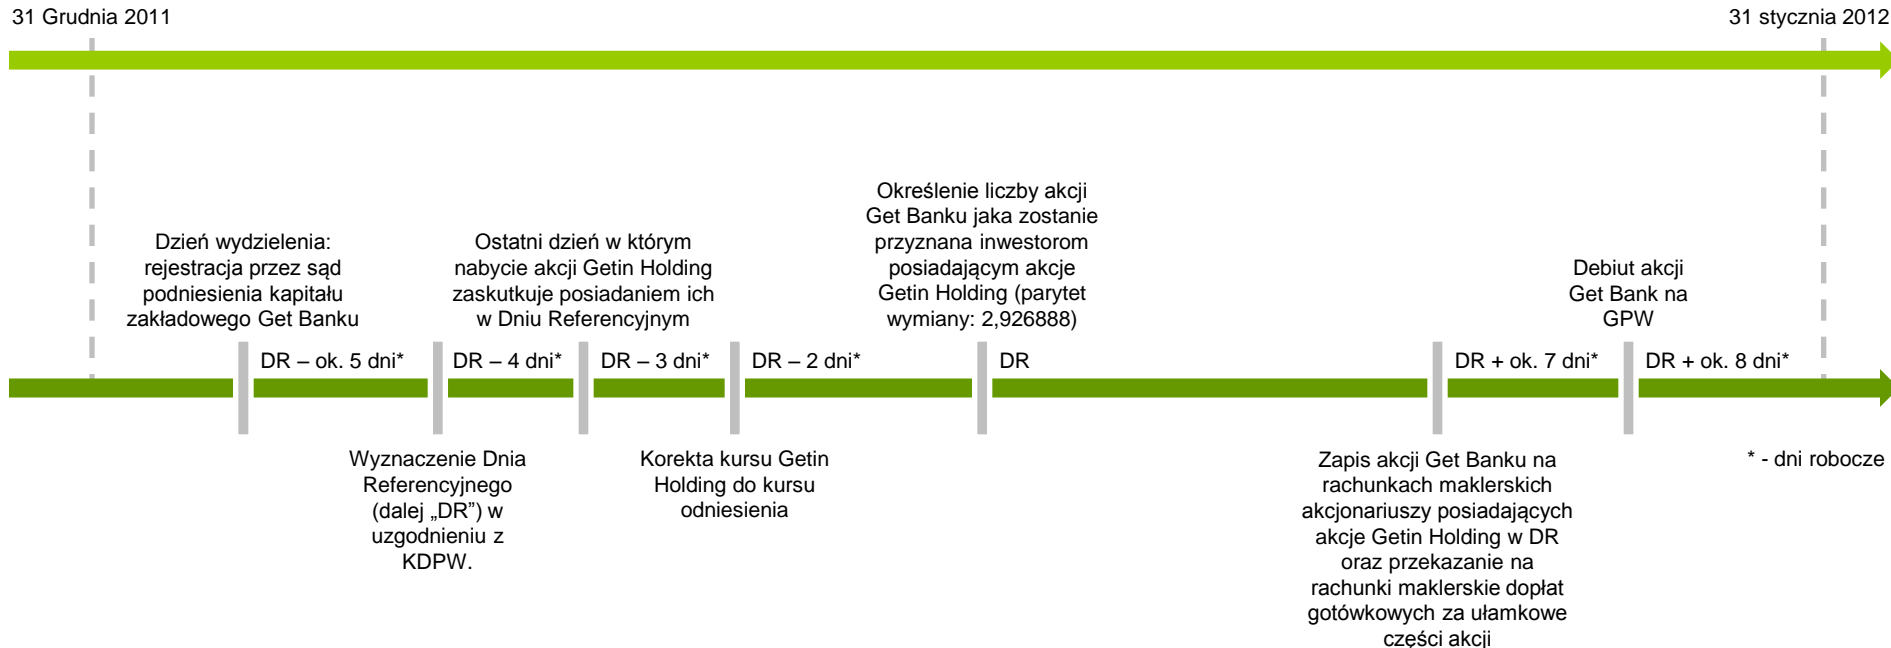 31 Grudnia 2011
31 stycznia 2012
Dzień wydzielenia:
rejestracja przez sąd
podniesienia kapitału
zakładowego Get Banku
Ostatni dzień w którym
nabycie akcji Getin Holding
zaskutkuje posiadaniem ich
w Dniu Referencyjnym
Określenie liczby akcji
Get Banku jaka zostanie
przyznana inwestorom
posiadającym akcje
Getin Holding (parytet
wymiany: 2,926888)
Debiut akcji
Get Bank na
GPW
DR – ok. 5 dni*
DR – 4 dni*
DR – 3 dni*
DR – 2 dni*
DR
DR + ok. 7 dni*
DR + ok. 8 dni*
Wyznaczenie Dnia
Referencyjnego
(dalej „DR”) w
uzgodnieniu z
KDPW.
Korekta kursu Getin
Holding do kursu
odniesienia
Zapis akcji Get Banku na
rachunkach maklerskich
akcjonariuszy posiadających
akcje Getin Holding w DR
oraz przekazanie na
rachunki maklerskie dopłat
gotówkowych za ułamkowe
części akcji
* - dni robocze